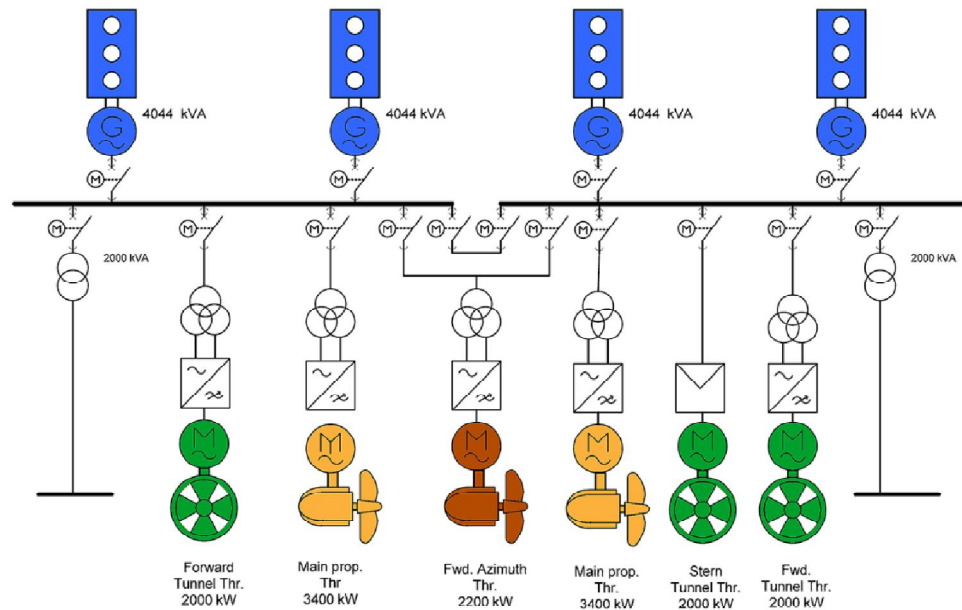 4044 kVA
4044 kVA
4044 kVA
4044 kVA
G
G
G
G
M
M
M
M
M
M
M
M
M
M
M
M
M
M
2000 kVA
2000 kVA
M
M
M
M
M
M
Forward
Tunnel Thr.
2000 kW
Main prop.
Thr
3400 kW
Fwd. Azimuth
Thr.
2200 kW
Main prop.
Thr.
3400 kW
Stern
Tunnel Thr.
2000 kW
Fwd.
Tunnel Thr.
2000 kW